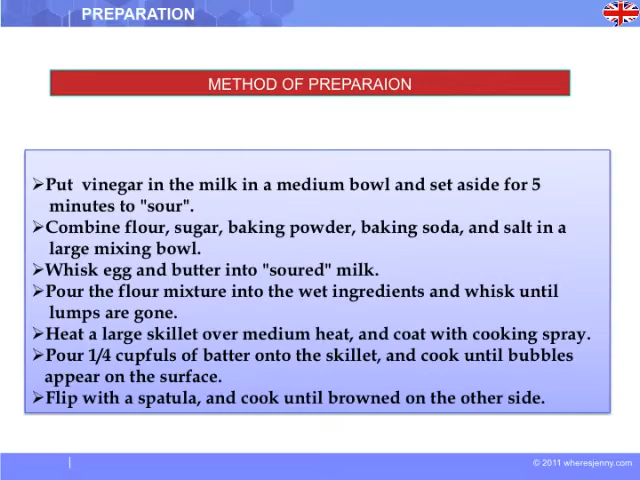 PREPARATION
METHOD OF PREPARAION
➢Put vinegar in the milk in a medium bowl and set aside for 5
minutes to "sour".
➢Combine flour, sugar, baking powder, baking soda, and salt in a
large mixing bowl.
➢Whisk egg and butter into "soured" milk.
➢Pour the flour mixture into the wet ingredients and whisk until
lumps are gone.
➢Heat a large skillet over medium heat, and coat with cooking spray.
➢Pour 1/4 cupfuls of batter onto the skillet, and cook until bubbles
appear on the surface.
➢Flip with a spatula, and cook until browned on the other side.
© 2011 wheresjenny.com